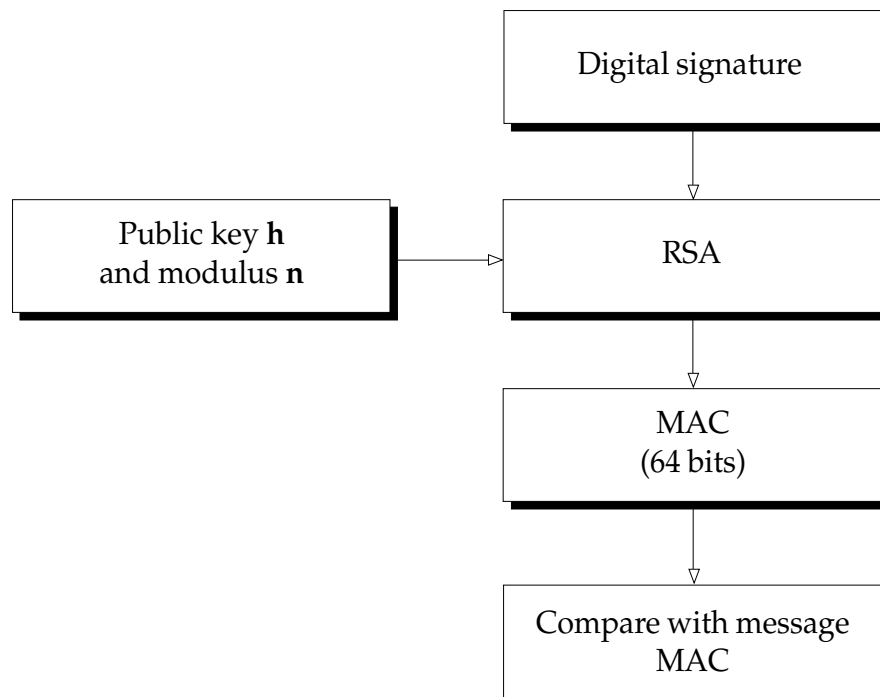 Digital signature
Public key h
and modulus n
RSA
MAC
(64 bits)
Compare with message
MAC